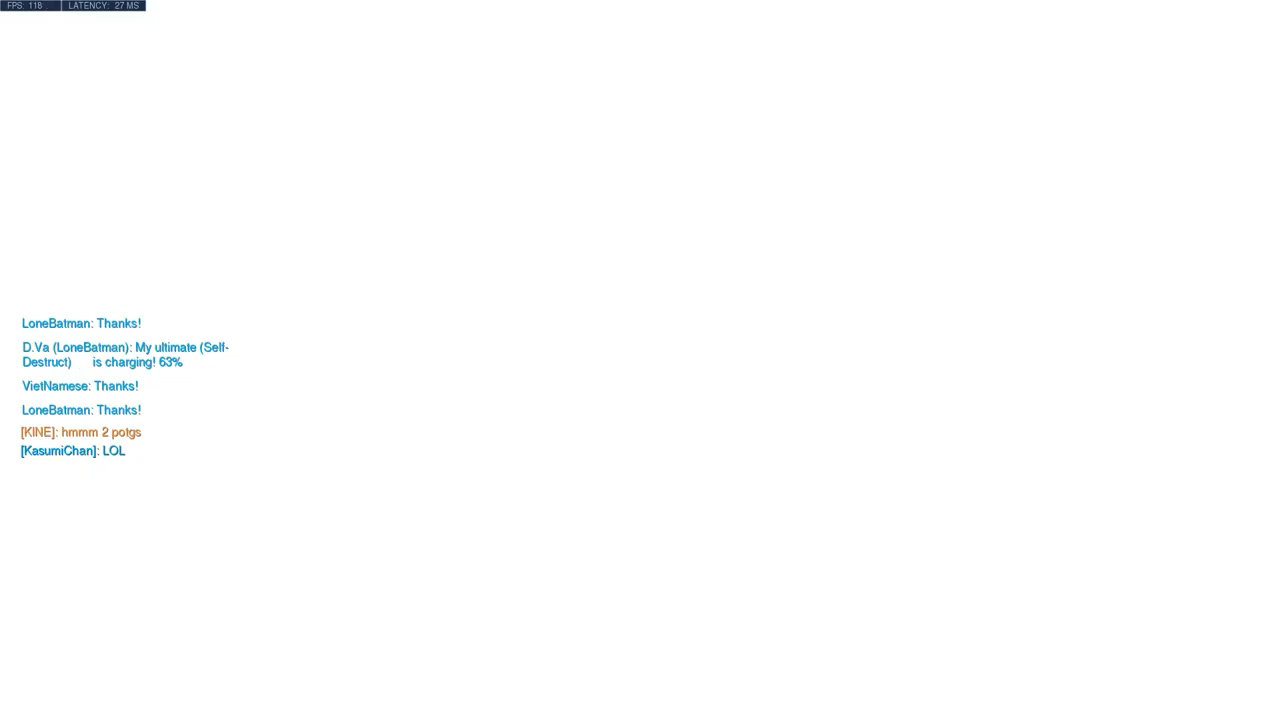 FPS: 118 LATENCY: 27 MS
LoneBatman: Thanks!
D.Va (LoneBatman): My ultimate (Self-
Destruct) is charging! 63%
VietNamese: Thanks!
LoneBatman: Thanks!
[KINE]: hmmm 2 potgs
[KasumiChan]: LOL